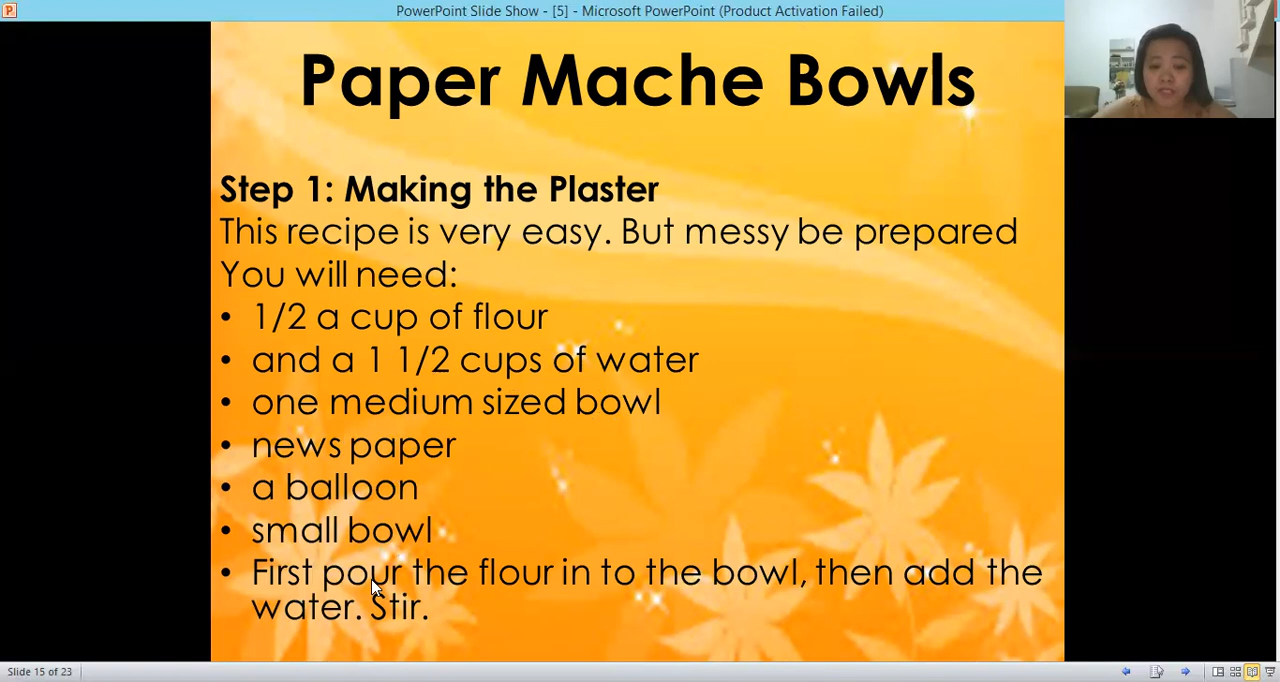 PowerPoint Slide Show - [5] - Microsoft PowerPoint (Product Activation Failed)
Paper Mache Bowls
Step 1: Making the Plaster
This recipe is very easy. But messy be prepared
You will need:
• 1/2 a cup of flour
• and a 1 1/2 cups of water
• one medium sized bowl
• news paper
• a balloon
• small bowl
• First pour the flour in to the bowl, then add the
water. Stir.
Slide 15 of 23